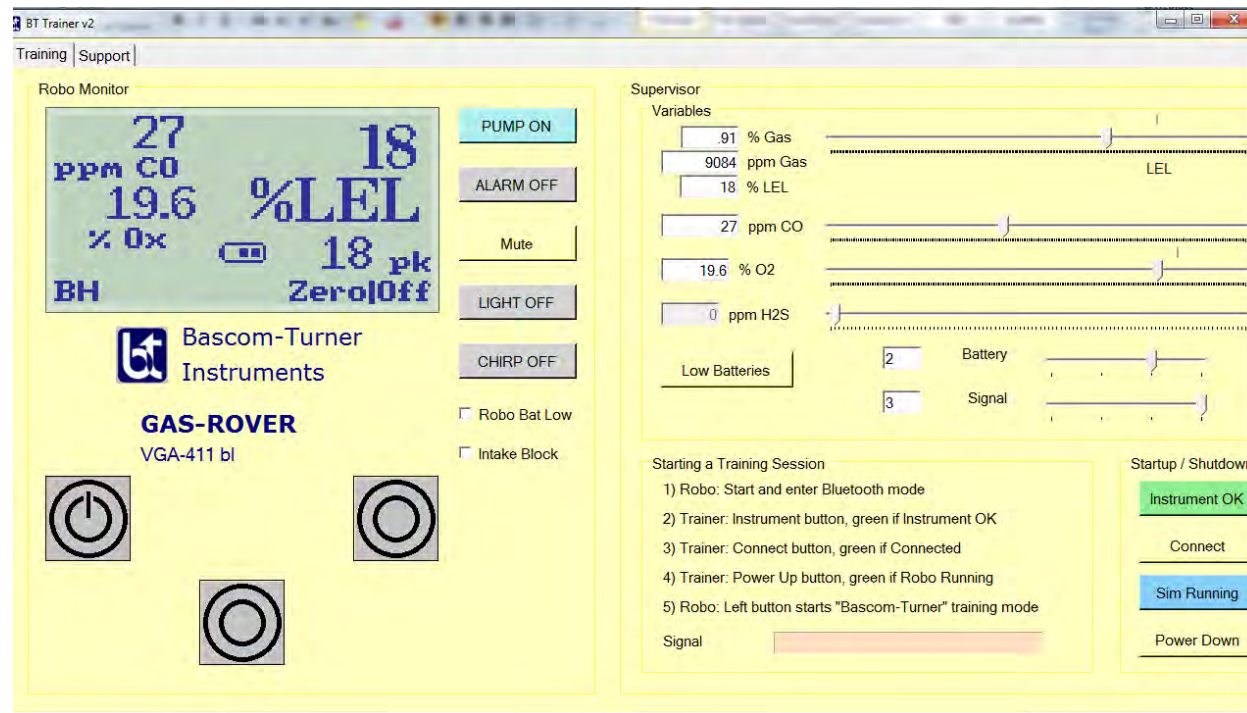 BT Trainer v2
Training Support
Robo Monitor
27
ppm CO
18
%LEL
19.6
% Ox
18 pk
BH
Zero|Off
PUMP ON
ALARM OFF
Mute
LIGHT OFF
CHIRP OFF
Robo Bat Low
Intake Block
bt
Bascom-Turner
Instruments
GAS-ROVER
VGA-411 bl
Supervisor
Variables
.91 % Gas
9084 ppm Gas
18 % LEL
LEL
27 ppm CO
19.6 % O2
0 ppm H2S
Low Batteries
2 Battery
3 Signal
Starting a Training Session
1) Robo: Start and enter Bluetooth mode
2) Trainer: Instrument button, green if Instrument OK
3) Trainer: Connect button, green if Connected
4) Trainer: Power Up button, green if Robo Running
5) Robo: Left button starts "Bascom-Turner" training mode
Signal
Startup / Shutdown
Instrument OK
Connect
Sim Running
Power Down